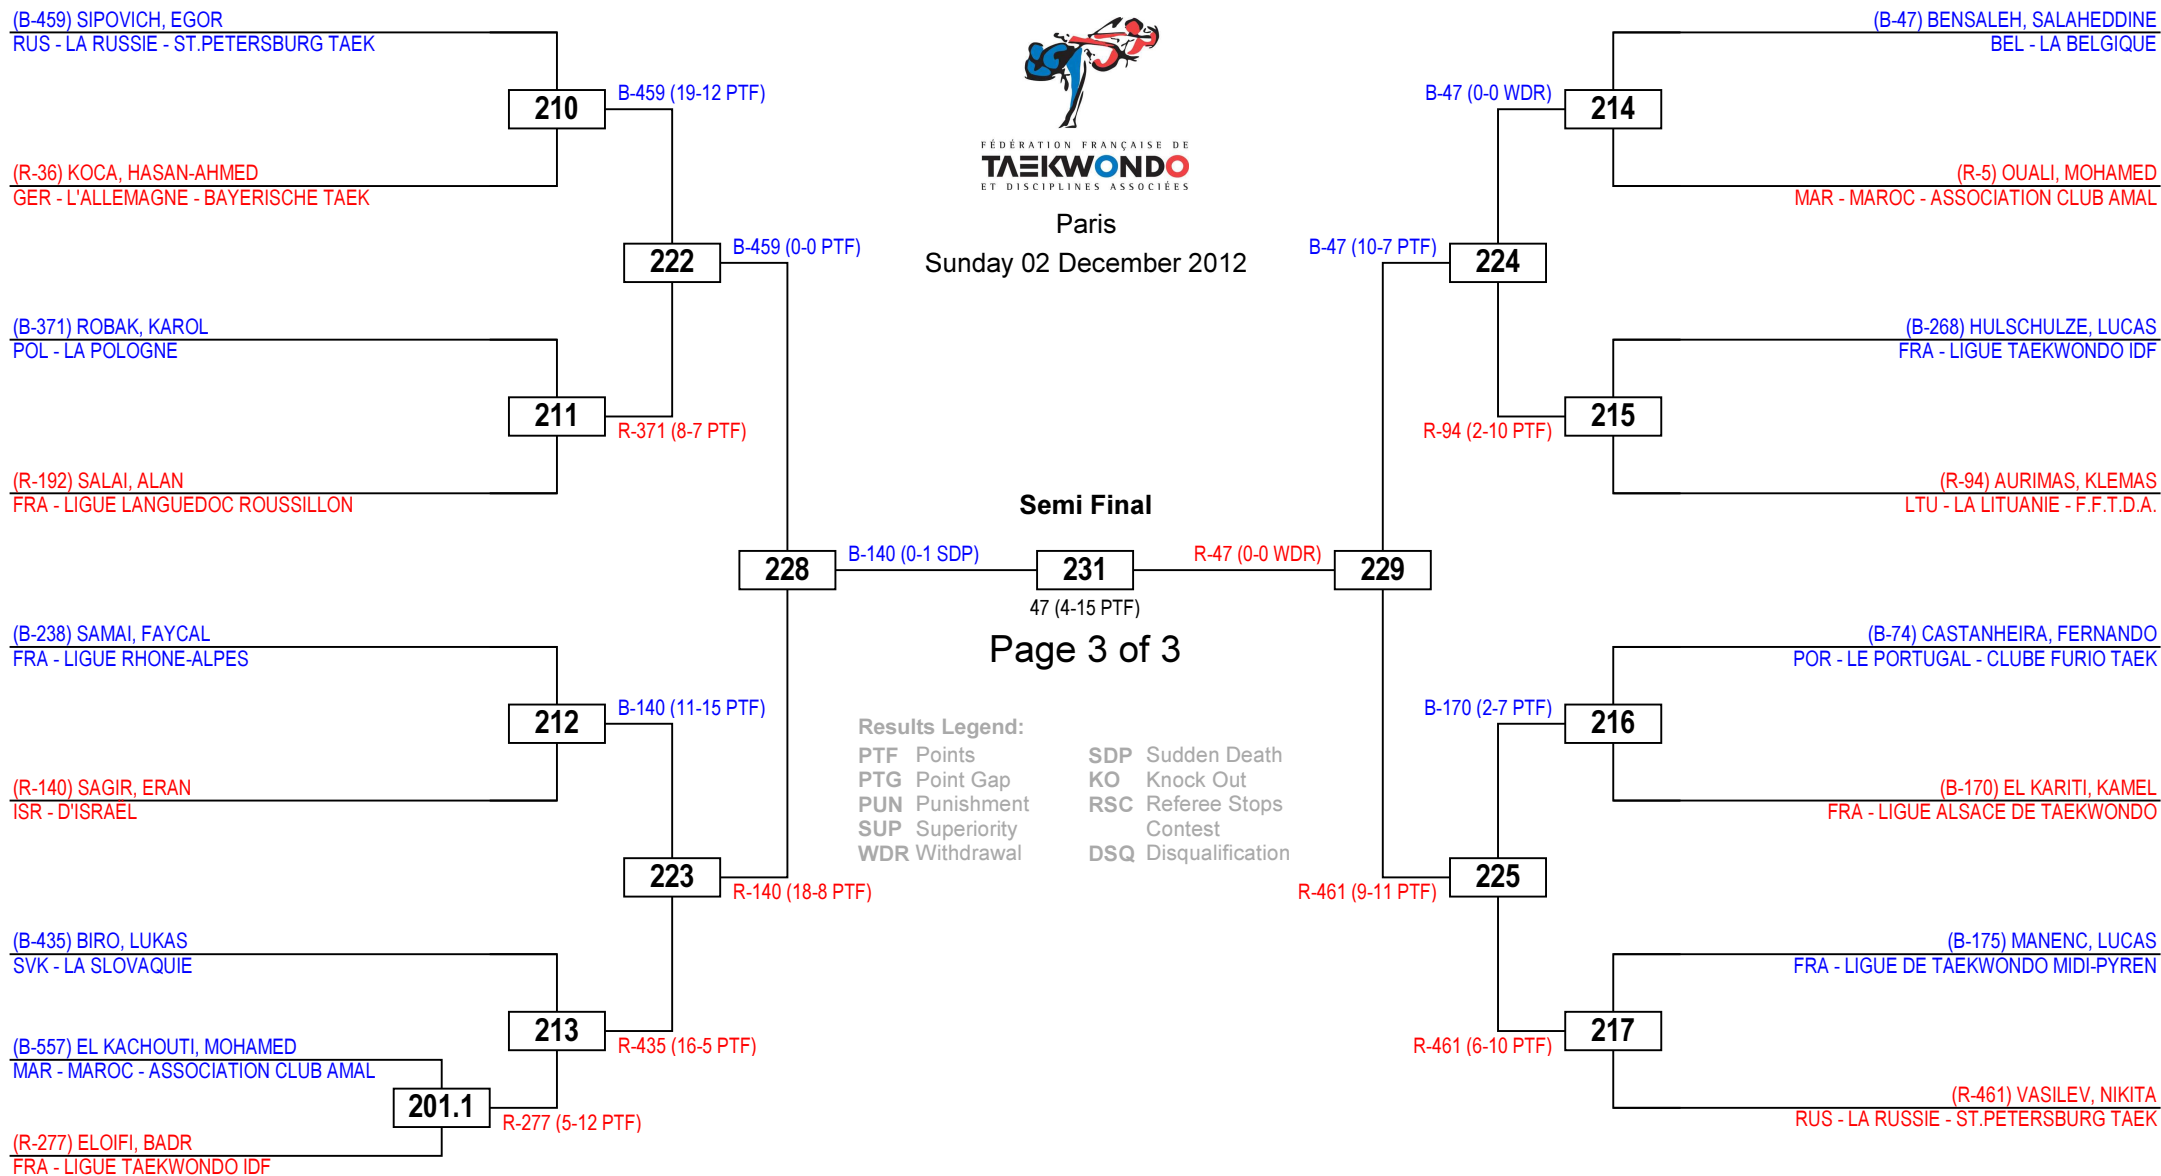 (B-459) SIPOVICH, EGOR
RUS - LA RUSSIE - ST.PETERSBURG TAEK
210
B-459 (19-12 PTF)
(R-36) KOCA, HASAN-AHMED
GER - L'ALLEMAGNE - BAYERISCHE TAEK
222
B-459 (0-0 PTF)
(B-371) ROBAK, KAROL
POL - LA POLOGNE
211
R-371 (8-7 PTF)
(R-192) SALAI, ALAN
FRA - LIGUE LANGUEDOC ROUSSILLON
228
B-140 (0-1 SDP)
(B-238) SAMAI, FAYCAL
FRA - LIGUE RHONE-ALPES
212
B-140 (11-15 PTF)
(R-140) SAGIR, ERAN
ISR - D'ISRAËL
223
R-140 (18-8 PTF)
(B-435) BIRO, LUKAS
SVK - LA SLOVAQUIE
213
R-435 (16-5 PTF)
(B-557) EL KACHOUTI, MOHAMED
MAR - MAROC - ASSOCIATION CLUB AMAL
201.1
R-277 (5-12 PTF)
(R-277) ELOIFI, BADR
FRA - LIGUE TAEKWONDO IDF
FÉDÉRATION FRANÇAISE DE
TAEKWONDO
ET DISCIPLINES ASSOCIÉES
Paris
Sunday 02 December 2012
Semi Final
231
47 (4-15 PTF)
Page 3 of 3
Results Legend:
PTF Points
PTG Point Gap
PUN Punishment
SUP Superiority
WDR Withdrawal
SDP Sudden Death
KO Knock Out
RSC Referee Stops
Contest
DSQ Disqualification
(B-47) BENSALEH, SALAHEDDINE
BEL - LA BELGIQUE
B-47 (0-0 WDR)
214
(R-5) OUALI, MOHAMED
MAR - MAROC - ASSOCIATION CLUB AMAL
B-47 (10-7 PTF)
224
(B-268) HULSCHULZE, LUCAS
FRA - LIGUE TAEKWONDO IDF
215
R-94 (2-10 PTF)
(R-94) AURIMAS, KLEMAS
LTU - LA LITUANIE - F.F.T.D.A.
R-47 (0-0 WDR)
229
(B-74) CASTANHEIRA, FERNANDO
POR - LE PORTUGAL - CLUBE FURIO TAEK
B-170 (2-7 PTF)
216
(B-170) EL KARITI, KAMEL
FRA - LIGUE ALSACE DE TAEKWONDO
225
R-461 (9-11 PTF)
(B-175) MANENC, LUCAS
FRA - LIGUE DE TAEKWONDO MIDI-PYREN
217
R-461 (6-10 PTF)
(R-461) VASILEV, NIKITA
RUS - LA RUSSIE - ST.PETERSBURG TAEK